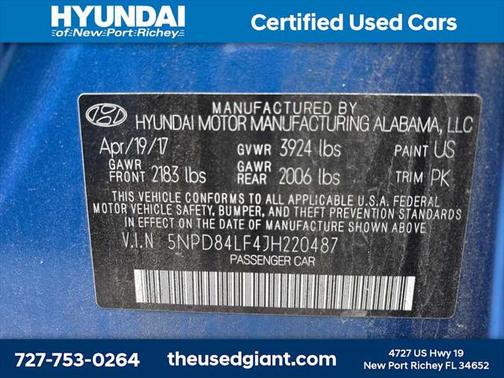 HYUNDAI
of New Port Richey
Certified Used Cars
MANUFACTURED BY
HYUNDAI MOTOR MANUFACTURING ALABAMA, LLC
Apr/19/17 GVWR 3924 lbs PAINT US
GAWR FRONT 2183 lbs GAWR REAR 2006 lbs TRIM PK
THIS VEHICLE CONFORMS TO ALL APPLICABLE U.S.A. FEDERAL
MOTOR VEHICLE SAFETY, BUMPER, AND THEFT PREVENTION STANDARDS
IN EFFECT ON THE DATE OF MANUFACTURE SHOWN ABOVE.
V.I.N 5NPD84LF4JH220487
PASSENGER CAR
727-753-0264
theusedgiant.com
4727 US Hwy 19
New Port Richey FL 34652